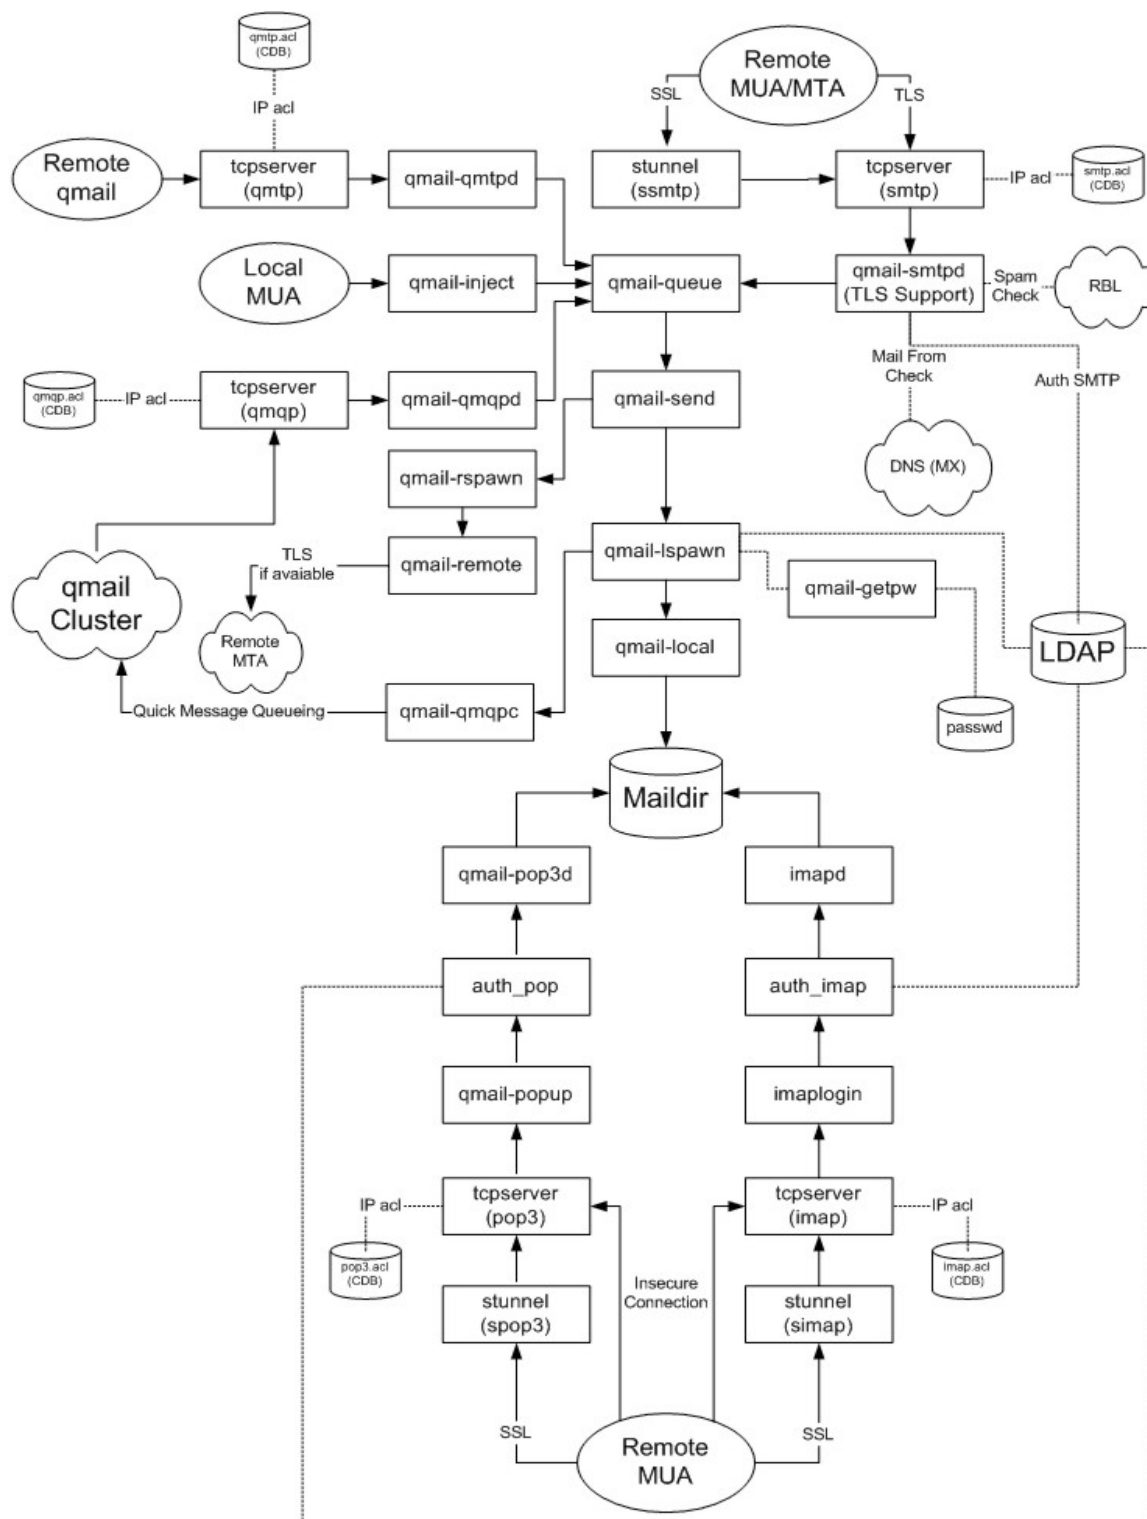 qmtp.acl
(CDB)
IP acl
Remote
MUA/MTA
SSL
TLS
Remote
qmail
tcpserver
(qmtp)
qmail-qmtpd
stunnel
(ssmtp)
tcpserver
(smtp)
IP acl
smtp.acl
(CDB)
Local
MUA
qmail-inject
qmail-queue
qmail-smtpd
(TLS Support)
Spam
Check
RBL
Mail From
Check
Auth SMTP
qmqp.acl
(CDB)
IP acl
tcpserver
(qmqp)
qmail-qmqpd
qmail-send
DNS (MX)
qmail-rspawn
qmail
Cluster
TLS
if avaiable
qmail-remote
qmail-lspawn
qmail-getpw
Remote
MTA
qmail-local
LDAP
Quick Message Queueing
qmail-qmqpc
passwd
Maildir
qmail-pop3d
imapd
auth_pop
auth_imap
qmail-popup
imaplogin
IP acl
tcpserver
(pop3)
tcpserver
(imap)
IP acl
pop3.acl
(CDB)
imap.acl
(CDB)
Insecure
Connection
stunnel
(spop3)
stunnel
(simap)
SSL
SSL
Remote
MUA